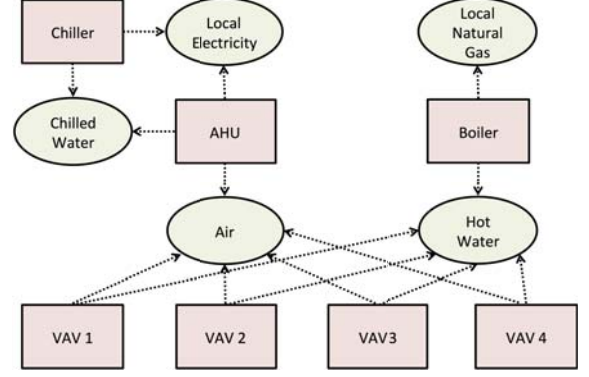 Chiller
Local
Electricity
Local
Natural
Gas
Chilled
Water
AHU
Boiler
Air
Hot
Water
VAV 1
VAV 2
VAV3
VAV 4